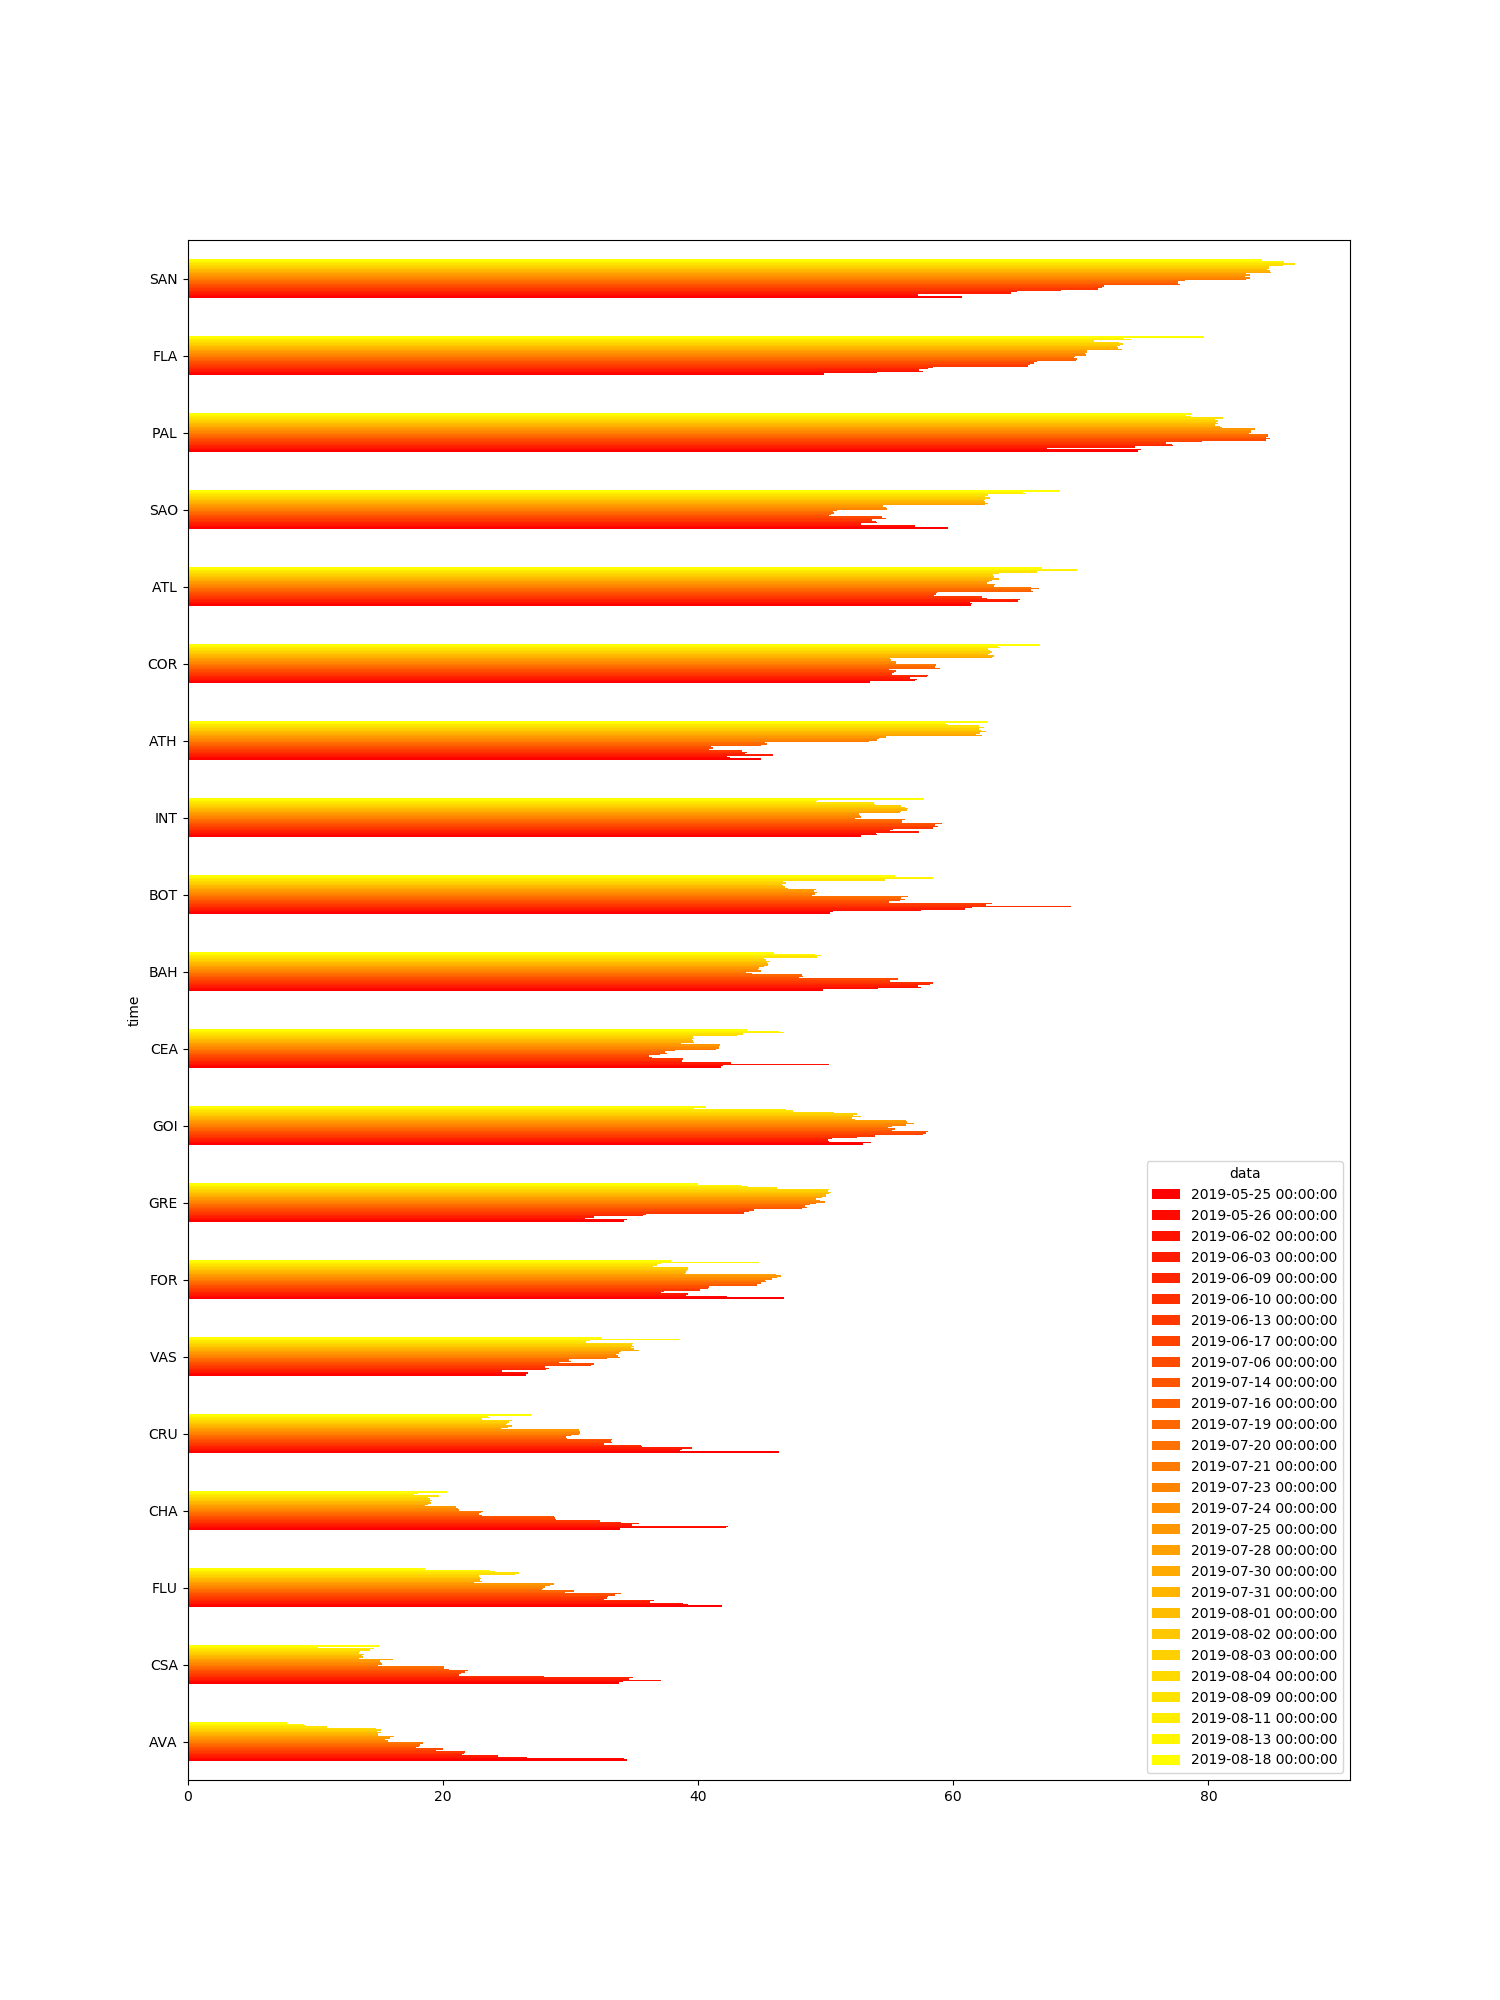 SAN
FLA
PAL
SAO
ATL
COR
ATH
INT
BOT
BAH
time
CEA
GOI
GRE
FOR
VAS
CRU
CHA
FLU
CSA
AVA
data
2019-05-25 00:00:00
2019-05-26 00:00:00
2019-06-02 00:00:00
2019-06-03 00:00:00
2019-06-09 00:00:00
2019-06-10 00:00:00
2019-06-13 00:00:00
2019-06-17 00:00:00
2019-07-06 00:00:00
2019-07-14 00:00:00
2019-07-16 00:00:00
2019-07-19 00:00:00
2019-07-20 00:00:00
2019-07-21 00:00:00
2019-07-23 00:00:00
2019-07-24 00:00:00
2019-07-25 00:00:00
2019-07-28 00:00:00
2019-07-30 00:00:00
2019-07-31 00:00:00
2019-08-01 00:00:00
2019-08-02 00:00:00
2019-08-03 00:00:00
2019-08-04 00:00:00
2019-08-09 00:00:00
2019-08-11 00:00:00
2019-08-13 00:00:00
2019-08-18 00:00:00
0 20 40 60 80